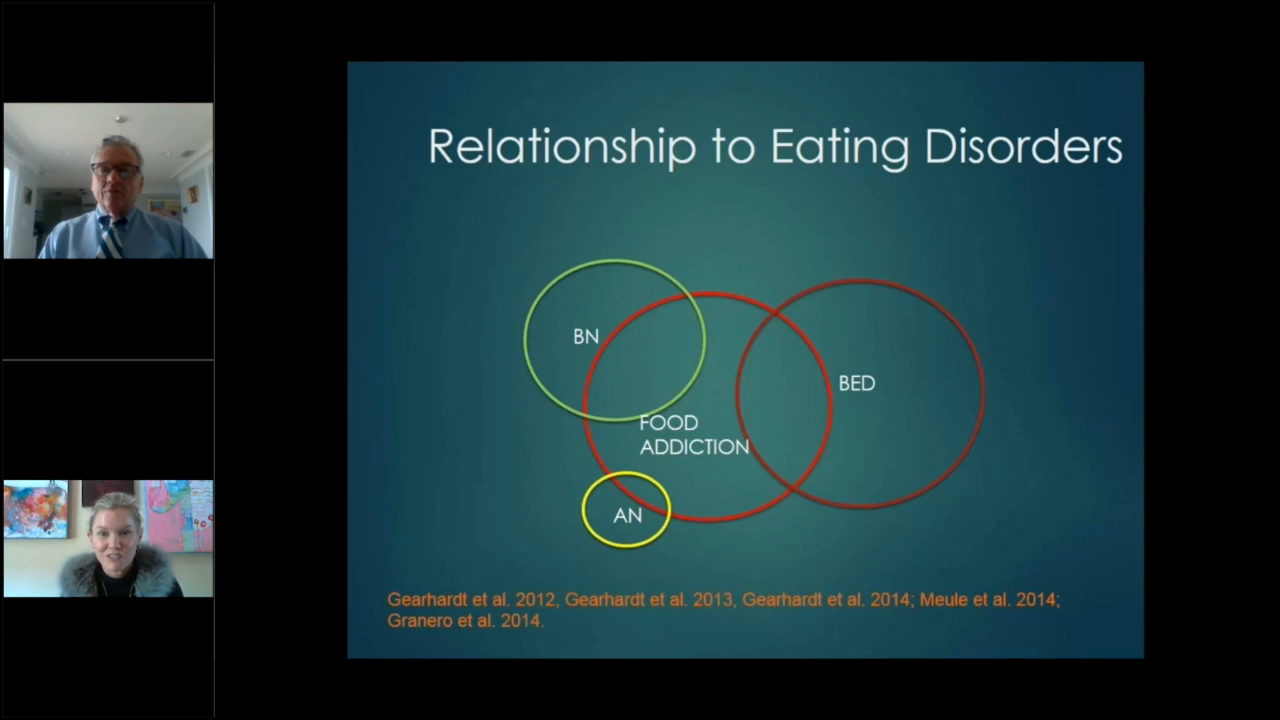 Relationship to Eating Disorders
BN
BED
FOOD
ADDICTION
AN
Gearhardt et al. 2012, Gearhardt et al. 2013, Gearhardt et al. 2014; Meule et al. 2014;
Granero et al. 2014.